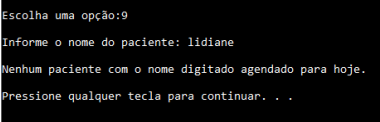 Escolha uma opção:9
Informe o nome do paciente: lidiane
Nenhum paciente com o nome digitado agendado para hoje.
Pressione qualquer tecla para continuar. . .